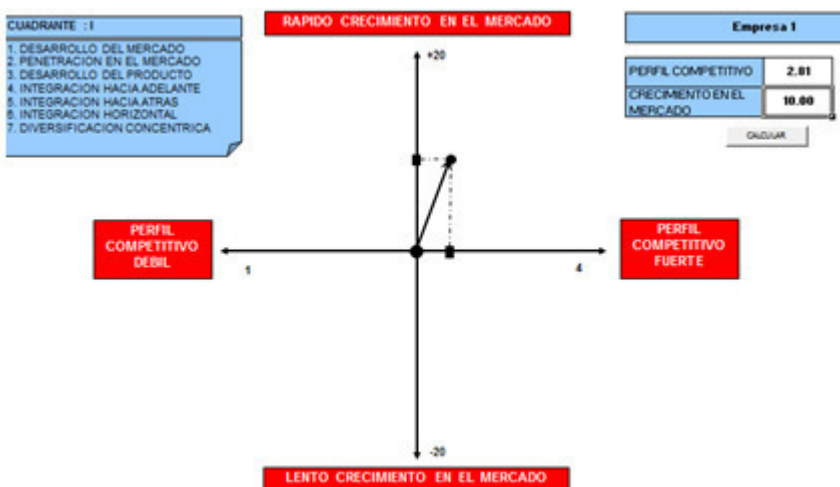 CUADRANTE : I
1. DESARROLLO DEL MERCADO
2. PENETRACION EN EL MERCADO
3. DESARROLLO DEL PRODUCTO
4. INTEGRACION HACIA ADELANTE
5. INTEGRACION HACIA ATRAS
6. INTEGRACION HORIZONTAL
7. DIVERSIFICACION CONCENTRICA
RAPIDO CRECIMIENTO EN EL MERCADO
+20
Empresa 1
PERFIL COMPETITIVO 2.81
CRECIMIENTO EN EL
MERCADO 10.00
CALCULAR
PERFIL
COMPETITIVO
DEBIL
1
4
PERFIL
COMPETITIVO
FUERTE
-20
LENTO CRECIMIENTO EN EL MERCADO